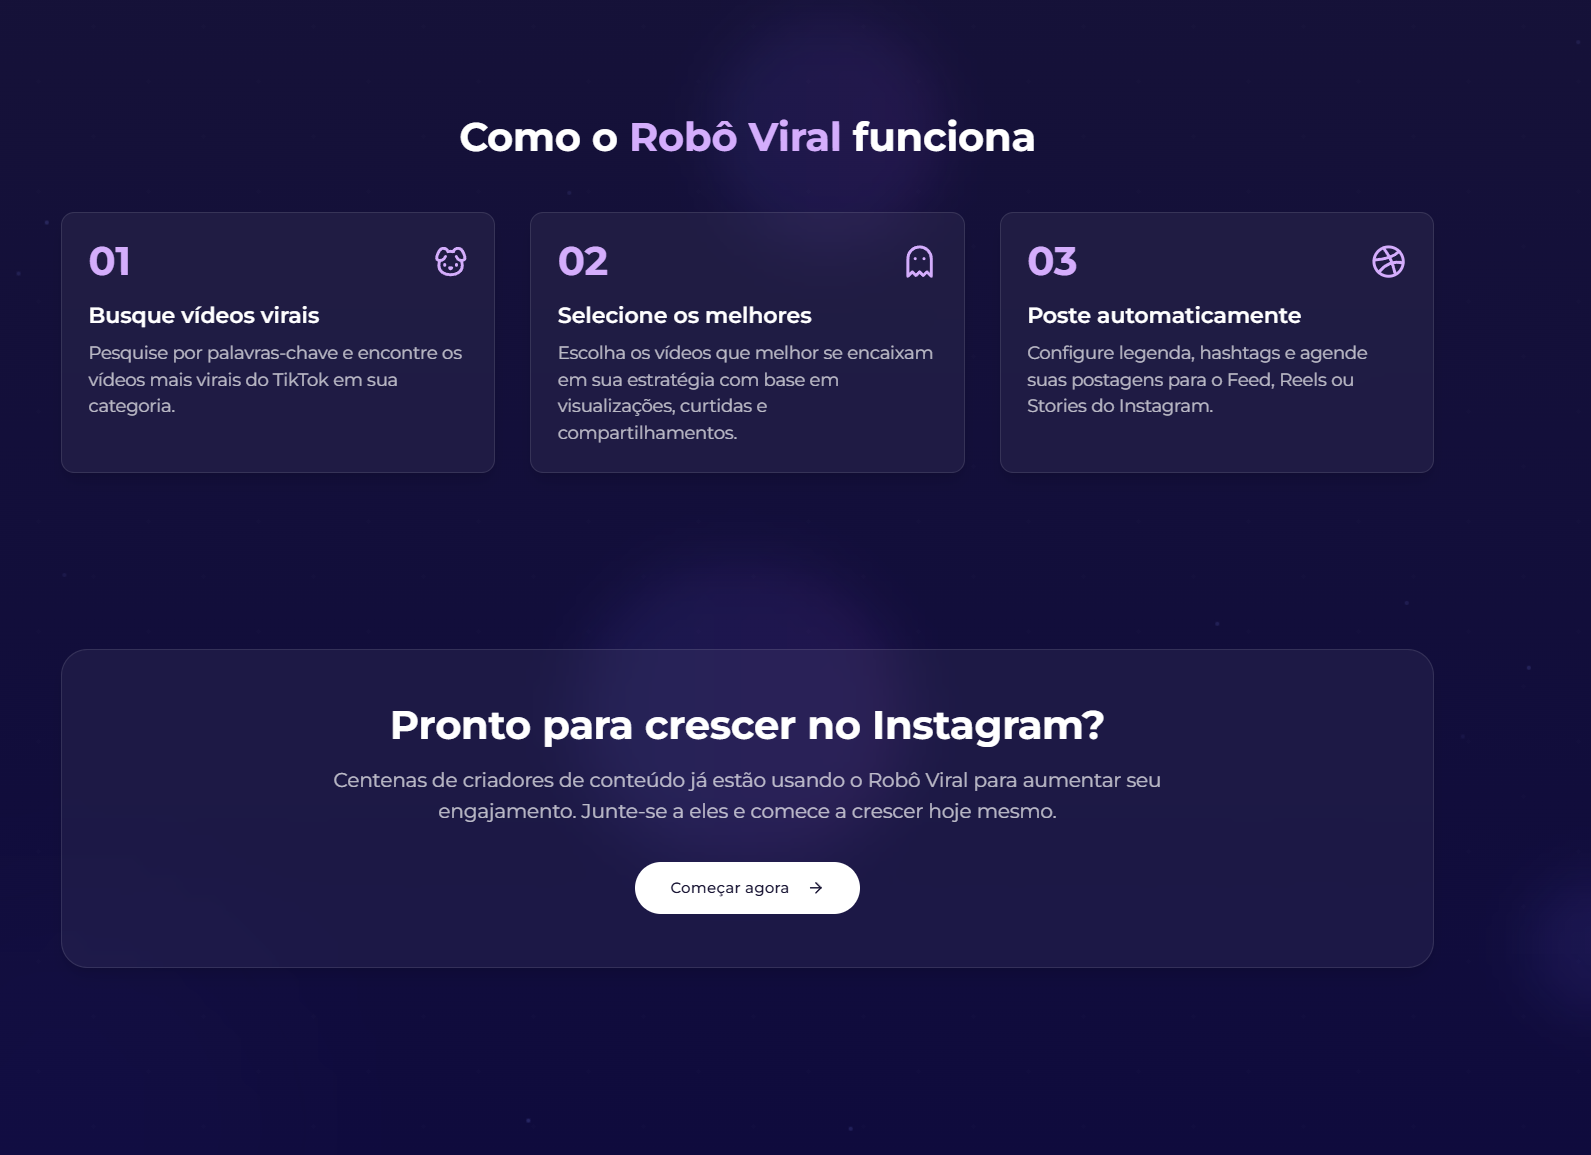 Como o Robô Viral funciona
01
Busque vídeos virais
Pesquise por palavras-chave e encontre os
vídeos mais virais do TikTok em sua
categoria.
02
Selecione os melhores
Escolha os vídeos que melhor se encaixam
em sua estratégia com base em
visualizações, curtidas e
compartilhamentos.
03
Poste automaticamente
Configure legenda, hashtags e agende
suas postagens para o Feed, Reels ou
Stories do Instagram.
Pronto para crescer no Instagram?
Centenas de criadores de conteúdo já estão usando o Robô Viral para aumentar seu
engajamento. Junte-se a eles e comece a crescer hoje mesmo.
Começar agora